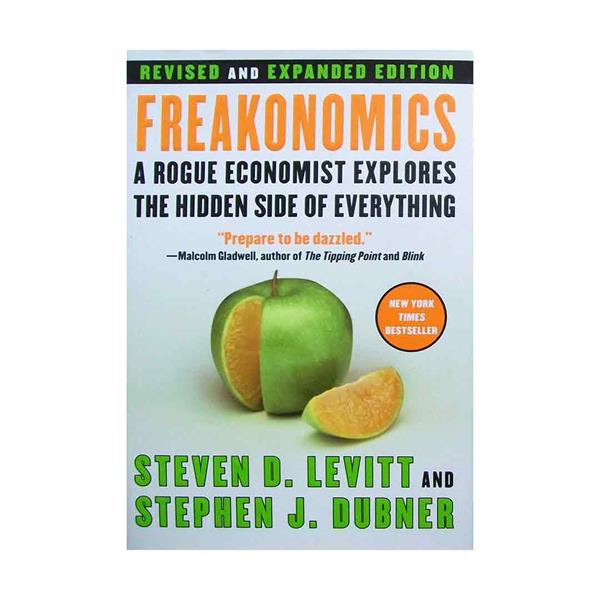 REVISED AND EXPANDED EDITION
FREAKONOMICS
A ROGUE ECONOMIST EXPLORES
THE HIDDEN SIDE OF EVERYTHING
"Prepare to be dazzled."
—Malcolm Gladwell, author of The Tipping Point and Blink
NEW YORK
TIMES
BESTSELLER
STEVEN D. LEVITT AND
STEPHEN J. DUBNER